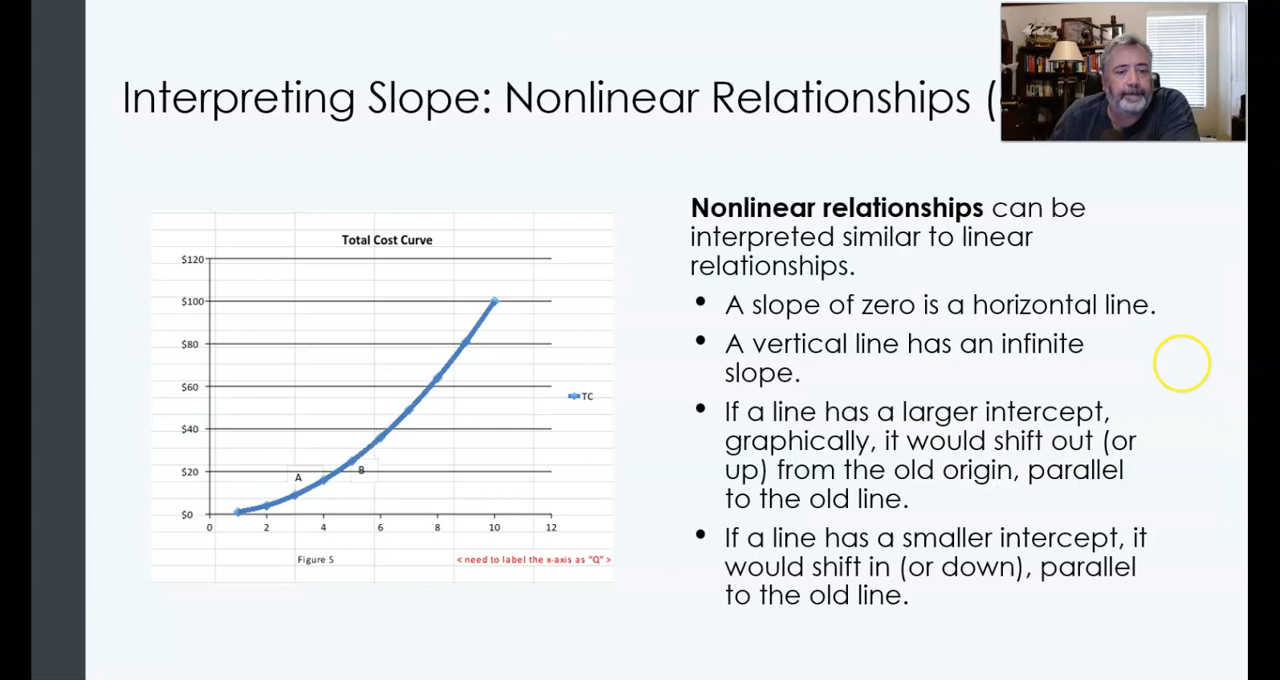 Interpreting Slope: Nonlinear Relationships (
Total Cost Curve
$120
$100
$80
$60
$40
$20
$0
A
B
TC
0 2 4 6 8 10 12
Figure 5
< need to label the x-axis as "Q" >
Nonlinear relationships can be
interpreted similar to linear
relationships.
• A slope of zero is a horizontal line.
• A vertical line has an infinite
slope.
• If a line has a larger intercept,
graphically, it would shift out (or
up) from the old origin, parallel
to the old line.
• If a line has a smaller intercept, it
would shift in (or down), parallel
to the old line.